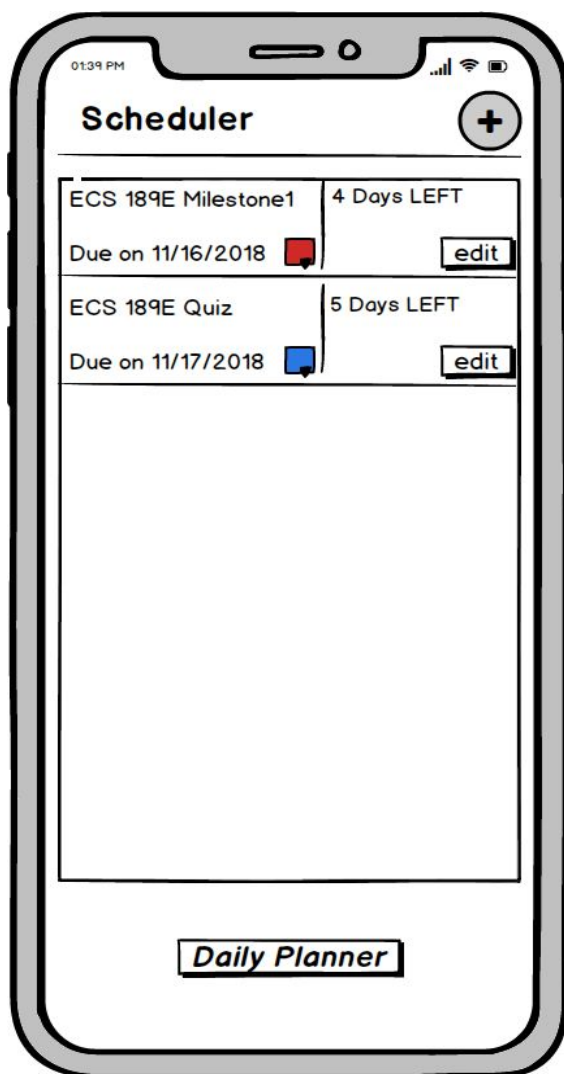 01:39 PM
Scheduler
+
ECS 189E Milestone1
4 Days LEFT
Due on 11/16/2018
edit
ECS 189E Quiz
5 Days LEFT
Due on 11/17/2018
edit
Daily Planner